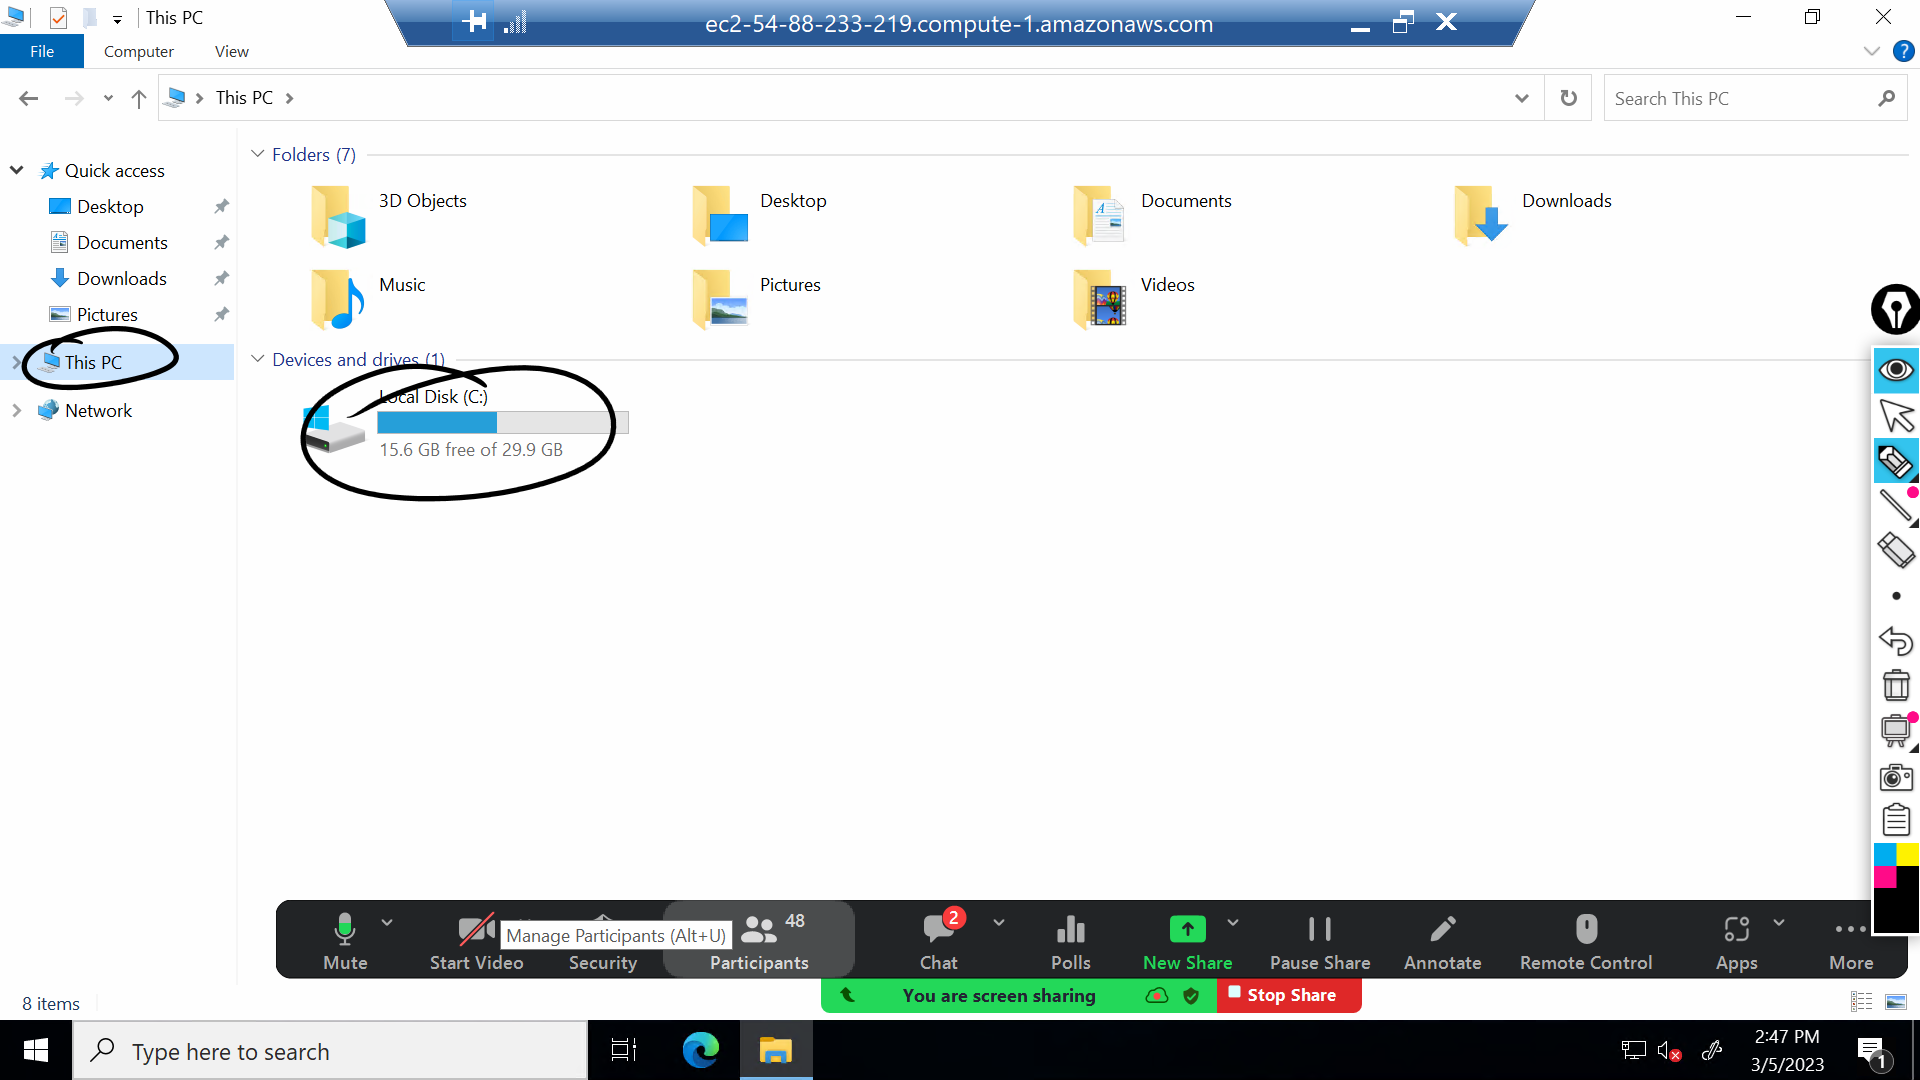 This PC
ec2-54-88-233-219.compute-1.amazonaws.com
File
Computer
View
?
This PC
Search This PC
Quick access
Desktop
Documents
Downloads
Pictures
This PC
Network
Folders (7)
3D Objects
Desktop
Documents
Downloads
Music
Pictures
Videos
Devices and drives (1)
Local Disk (C:)
15.6 GB free of 29.9 GB
48
2
Manage Participants (Alt+U)
Mute
Start Video
Security
Participants
Chat
Polls
New Share
Pause Share
Annotate
Remote Control
Apps
More
You are screen sharing
Stop Share
8 items
Type here to search
2:47 PM
3/5/2023
1